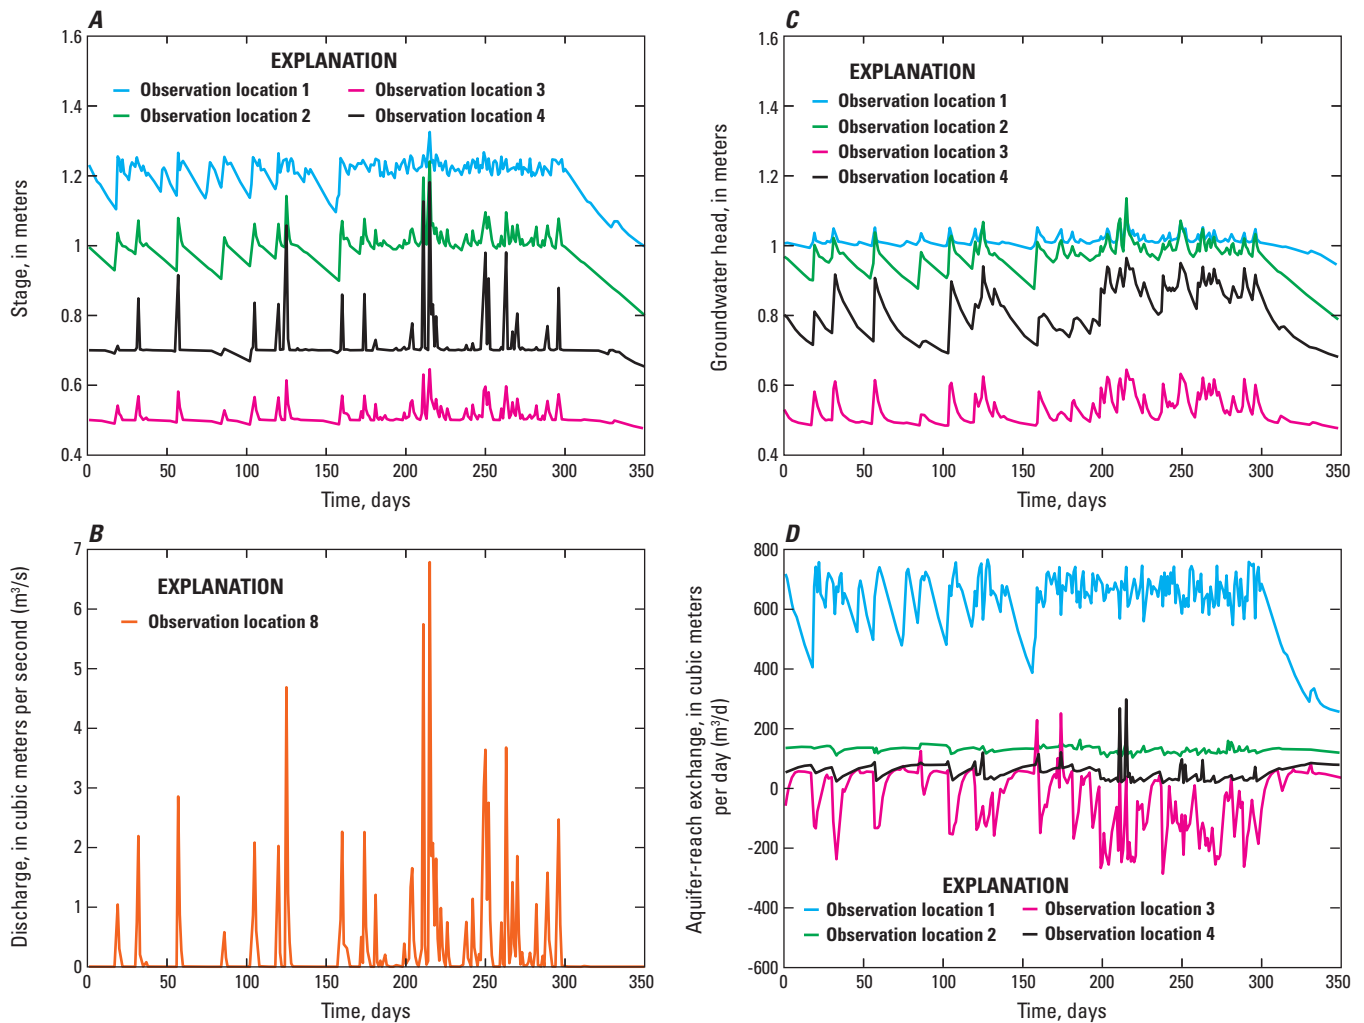 A
1.6
1.4
1.2
1
0.8
0.6
0.4
Stage, in meters
EXPLANATION
Observation location 1
Observation location 2
Observation location 3
Observation location 4
0
50
100
150
200
250
300
350
Time, days
C
1.6
1.4
1.2
1
0.8
0.6
0.4
Groundwater head, in meters
EXPLANATION
Observation location 1
Observation location 2
Observation location 3
Observation location 4
0
50
100
150
200
250
300
350
Time, days
B
7
6
5
4
3
2
1
0
Discharge, in cubic meters per second (m³/s)
EXPLANATION
Observation location 8
0
50
100
150
200
250
300
350
Time, days
D
800
600
400
200
0
-200
-400
-600
Aquifer-reach exchange, in cubic meters
per day (m³/d)
EXPLANATION
Observation location 1
Observation location 2
Observation location 3
Observation location 4
0
50
100
150
200
250
300
350
Time, days